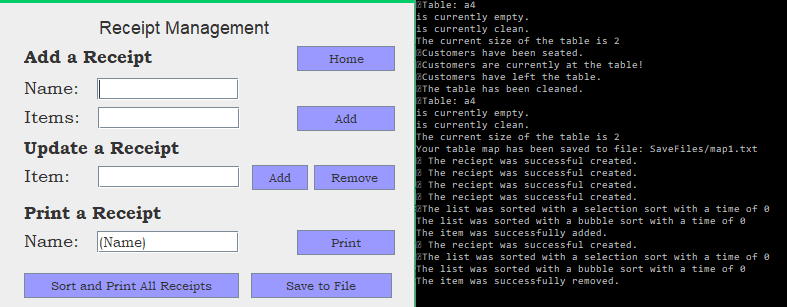 Receipt Management
Add a Receipt
Home
Name:
Items:
Add
Update a Receipt
Item:
Add
Remove
Print a Receipt
Name:
(Name)
Print
Sort and Print All Receipts
Save to File
Table: a4
is currently empty.
is currently clean.
The current size of the table is 2
Customers have been seated.
Customers are currently at the table!
Customers have left the table.
The table has been cleaned.
Table: a4
is currently empty.
is currently clean.
The current size of the table is 2
Your table map has been saved to file: SaveFiles/map1.txt
The reciept was successful created.
The reciept was successful created.
The reciept was successful created.
The reciept was successful created.
The list was sorted with a selection sort with a time of 0
The list was sorted with a bubble sort with a time of 0
The item was successfully added.
The reciept was successful created.
The list was sorted with a selection sort with a time of 0
The list was sorted with a bubble sort with a time of 0
The item was successfully removed.